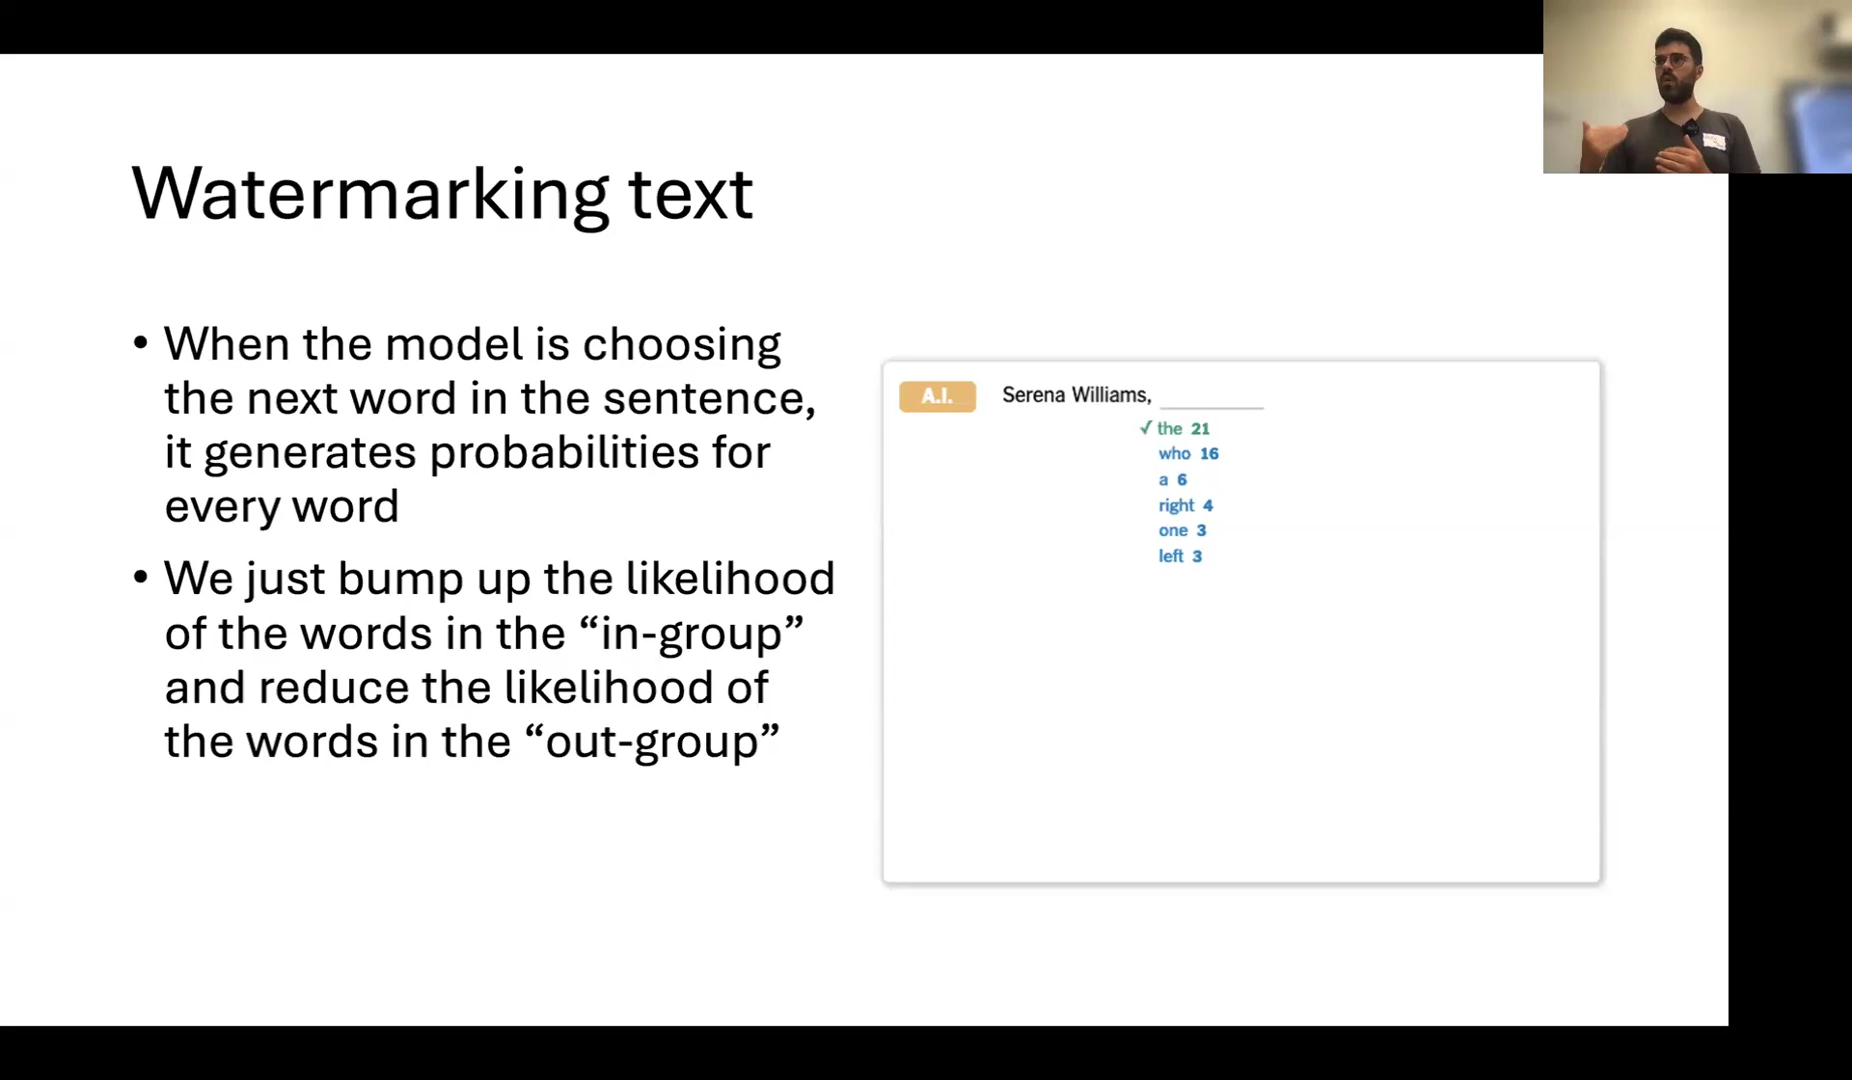 Watermarking text
• When the model is choosing
the next word in the sentence,
it generates probabilities for
every word
• We just bump up the likelihood
of the words in the “in-group”
and reduce the likelihood of
the words in the “out-group”
A.I. Serena Williams, ________
✓ the 21
who 16
a 6
right 4
one 3
left 3